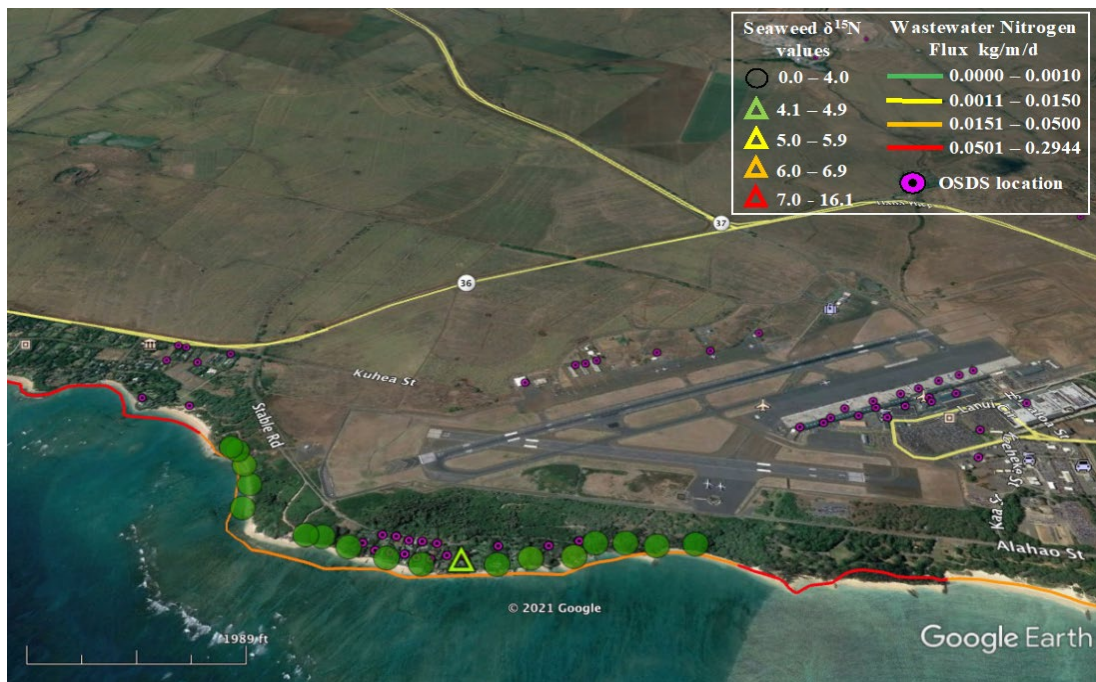 Seaweed δ¹⁵N values
0.0 – 4.0
4.1 – 4.9
5.0 – 5.9
6.0 – 6.9
7.0 - 16.1
Wastewater Nitrogen
Flux kg/m/d
0.0000 – 0.0010
0.0011 – 0.0150
0.0151 – 0.0500
0.0501 – 0.2944
OSDS location
37
36
Kuhea St
Stable Rd
Alahao St
© 2021 Google
1989 ft
Google Earth